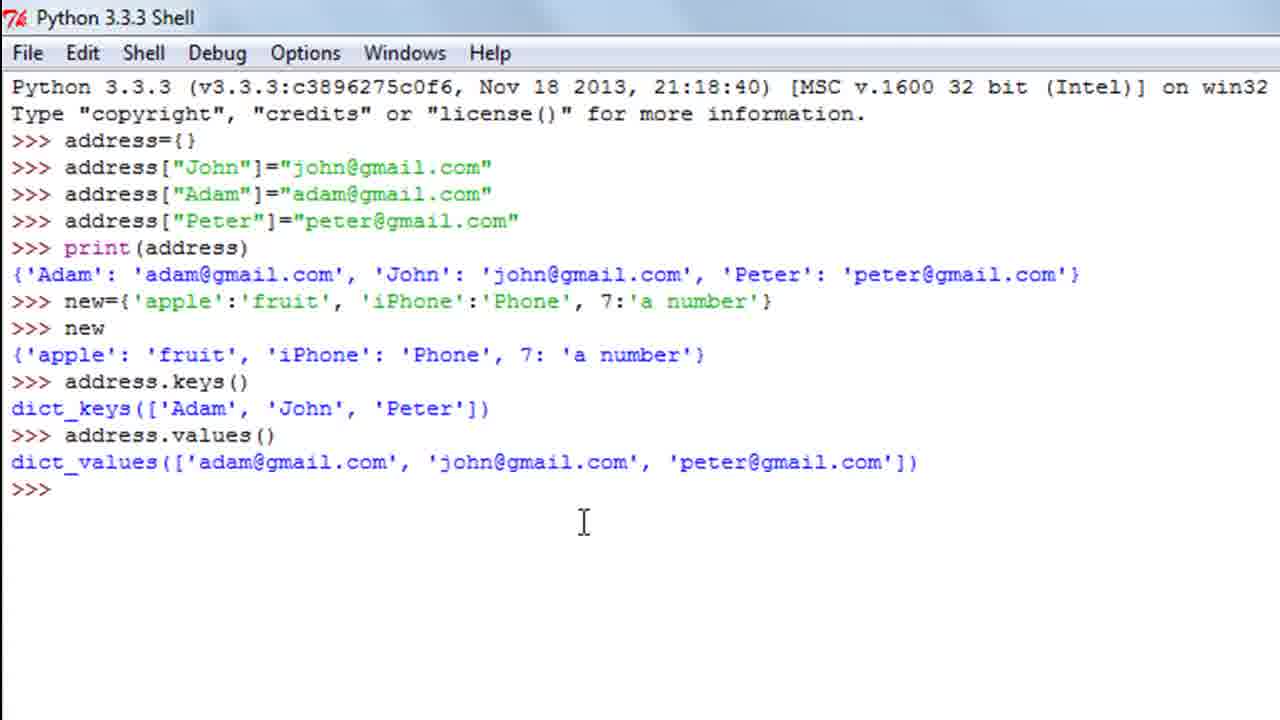 Python 3.3.3 Shell
File Edit Shell Debug Options Windows Help
Python 3.3.3 (v3.3.3:c3896275c0f6, Nov 18 2013, 21:18:40) [MSC v.1600 32 bit (Intel)] on win32
Type "copyright", "credits" or "license()" for more information.
>>> address={}
>>> address["John"]="john@gmail.com"
>>> address["Adam"]="adam@gmail.com"
>>> address["Peter"]="peter@gmail.com"
>>> print(address)
{'Adam': 'adam@gmail.com', 'John': 'john@gmail.com', 'Peter': 'peter@gmail.com'}
>>> new={'apple':'fruit', 'iPhone':'Phone', 7:'a number'}
>>> new
{'apple': 'fruit', 'iPhone': 'Phone', 7: 'a number'}
>>> address.keys()
dict_keys(['Adam', 'John', 'Peter'])
>>> address.values()
dict_values(['adam@gmail.com', 'john@gmail.com', 'peter@gmail.com'])
>>>